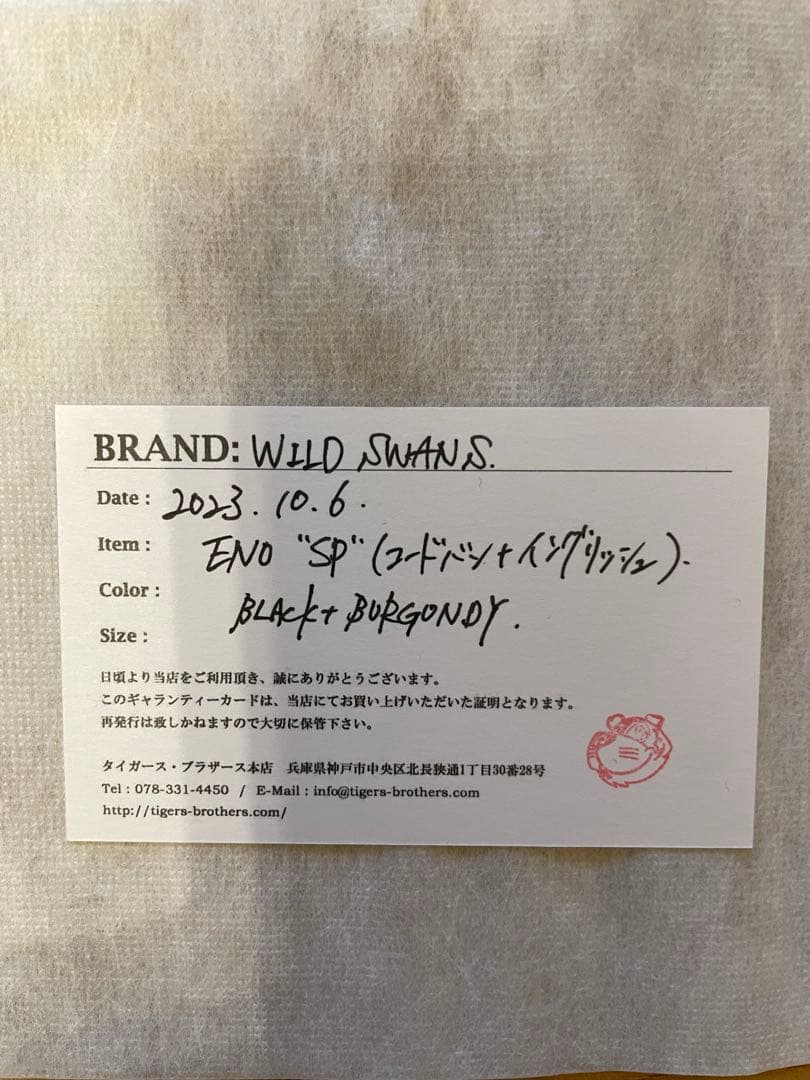 BRAND: WILD SWANS.
Date : 2023.10.6.
Item : ENO "SP" (コードバン+イングリッシュ).
Color : BLACK+BURGONDY.
Size :
日頃より当店をご利用頂き、誠にありがとうございます。
このギャランティーカードは、当店にてお買い上げいただいた証明となります。
再発行は致しかねますので大切に保管下さい。
タイガース・ブラザース本店 兵庫県神戸市中央区北長狭通1丁目30番28号
Tel : 078-331-4450 / E-Mail : info@tigers-brothers.com
http://tigers-brothers.com/